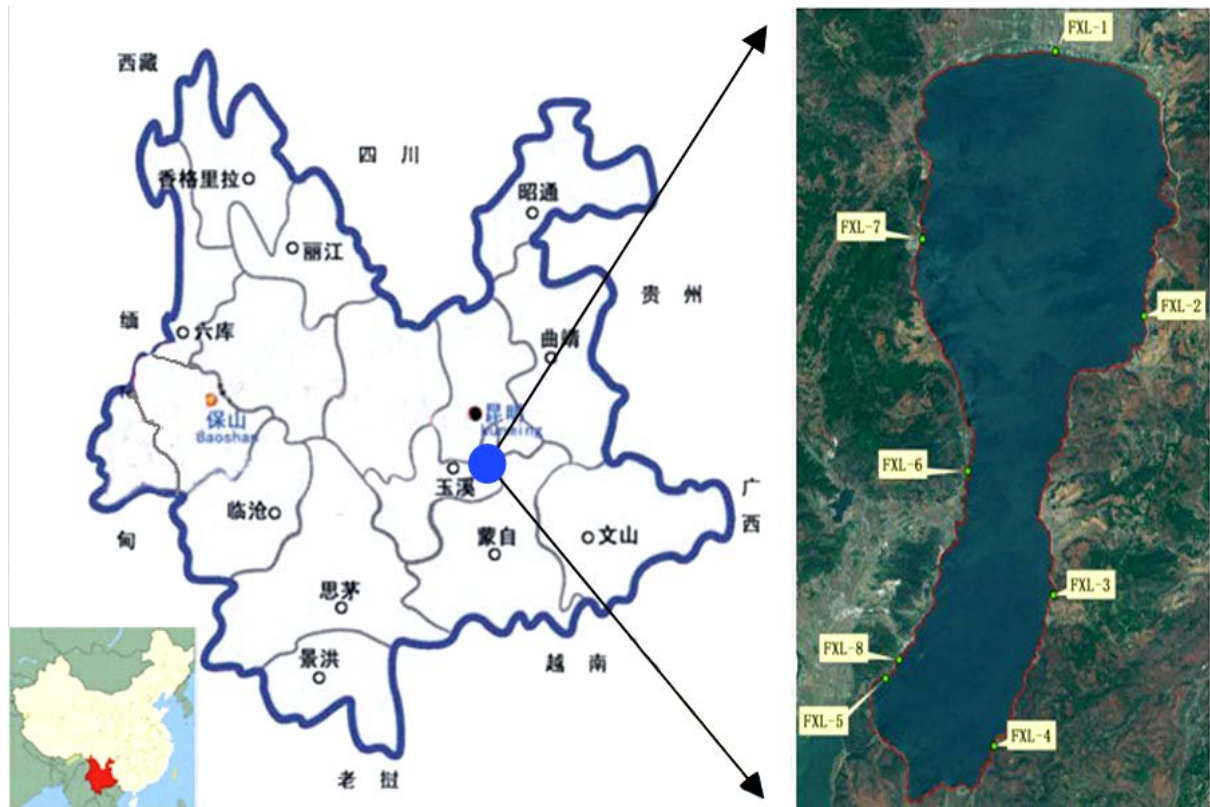 西藏
四 川
香格里拉
昭通
丽江
贵 州
缅
六库
曲靖
保山
Baoshan
昆明
kunming
玉溪
广
西
临沧
蒙自
文山
甸
思茅
景洪
越 南
老 挝
FXL-1
FXL-7
FXL-2
FXL-6
FXL-3
FXL-8
FXL-5
FXL-4